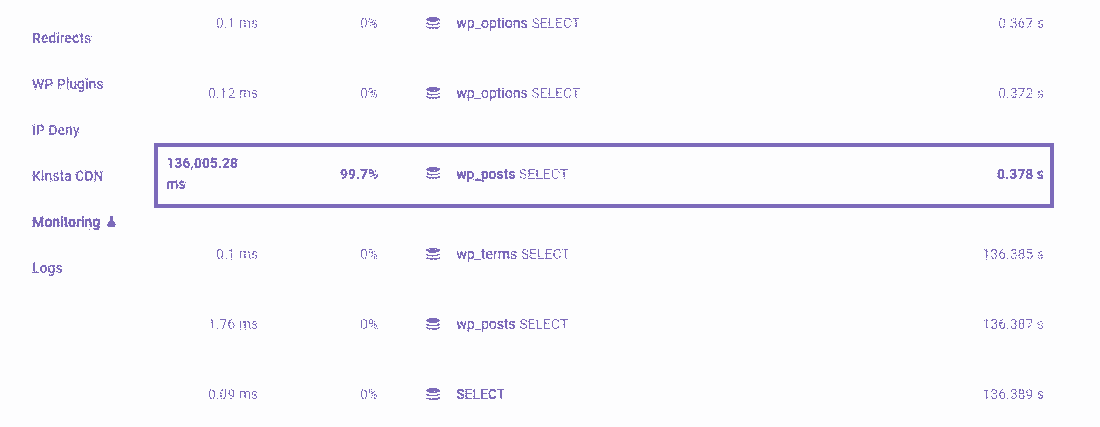 0.1 ms 0% wp_options SELECT 0.367 s
Redirects
WP Plugins
0.12 ms 0% wp_options SELECT 0.372 s
IP Deny
136,005.28
ms
99.7% wp_posts SELECT 0.378 s
Kinsta CDN
Monitoring
0.1 ms 0% wp_terms SELECT 136.385 s
Logs
1.76 ms 0% wp_posts SELECT 136.387 s
0.09 ms 0% SELECT 136.389 s